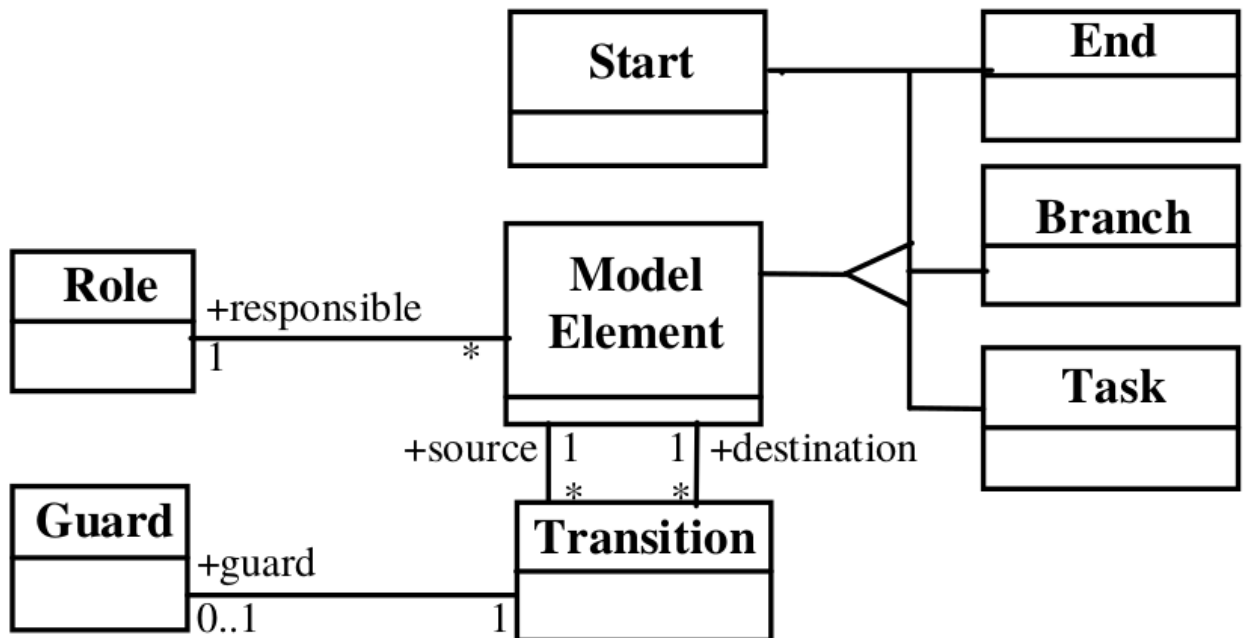 Start
End
Branch
Role
+responsible
1
*
Model
Element
Task
+source
1
1
+destination
*
*
Guard
+guard
0..1
1
Transition